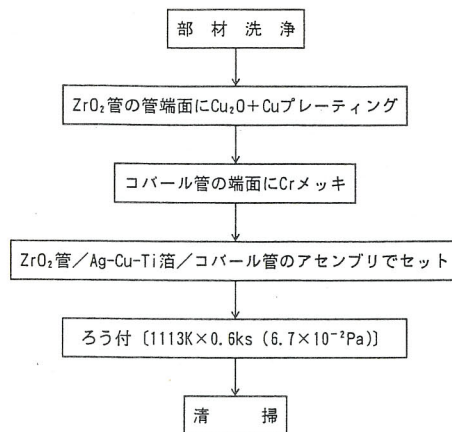 部材洗浄
ZrO₂管の管端面にCu₂O＋Cuプレーティング
コバール管の端面にCrメッキ
ZrO₂管／Ag-Cu-Ti箔／コバール管のアセンブリでセット
ろう付〔1113K×0.6ks（6.7×10⁻²Pa)〕
清掃